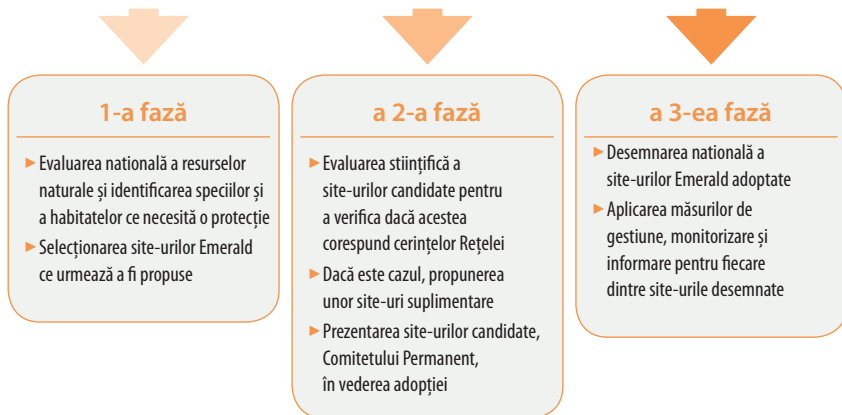 1-a fază
► Evaluarea natională a resurselor
naturale și identificarea speciilor și
a habitatelor ce necesită o protecție
► Selecționarea site-urilor Emerald
ce urmează a fi propuse
a 2-a fază
► Evaluarea stiințifică a
site-urilor candidate pentru
a verifica dacă acestea
corespund cerințelor Rețelei
► Dacă este cazul, propunerea
unor site-uri suplimentare
► Prezentarea site-urilor candidate,
Comitetului Permanent,
în vederea adopției
a 3-ea fază
► Desemnarea natională a
site-urilor Emerald adoptate
► Aplicarea măsurilor de
gestiune, monitorizare și
informare pentru fiecare
dintre site-urile desemnate